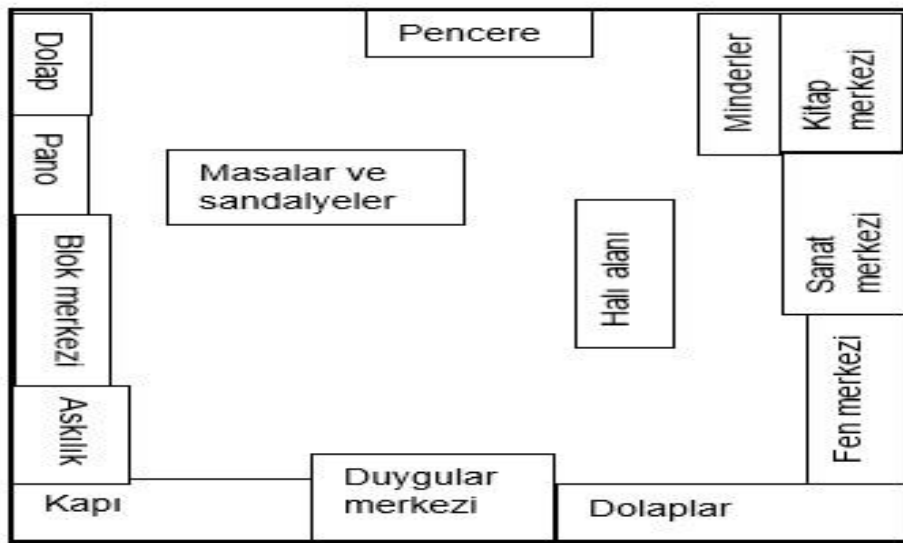 Dolap
Pencere
Minderler
Kitap
merkezi
Pano
Masalar ve
sandalyeler
Blok merkezi
Halı alanı
Sanat
merkezi
Askılık
Fen merkezi
Kapı
Duygular
merkezi
Dolaplar